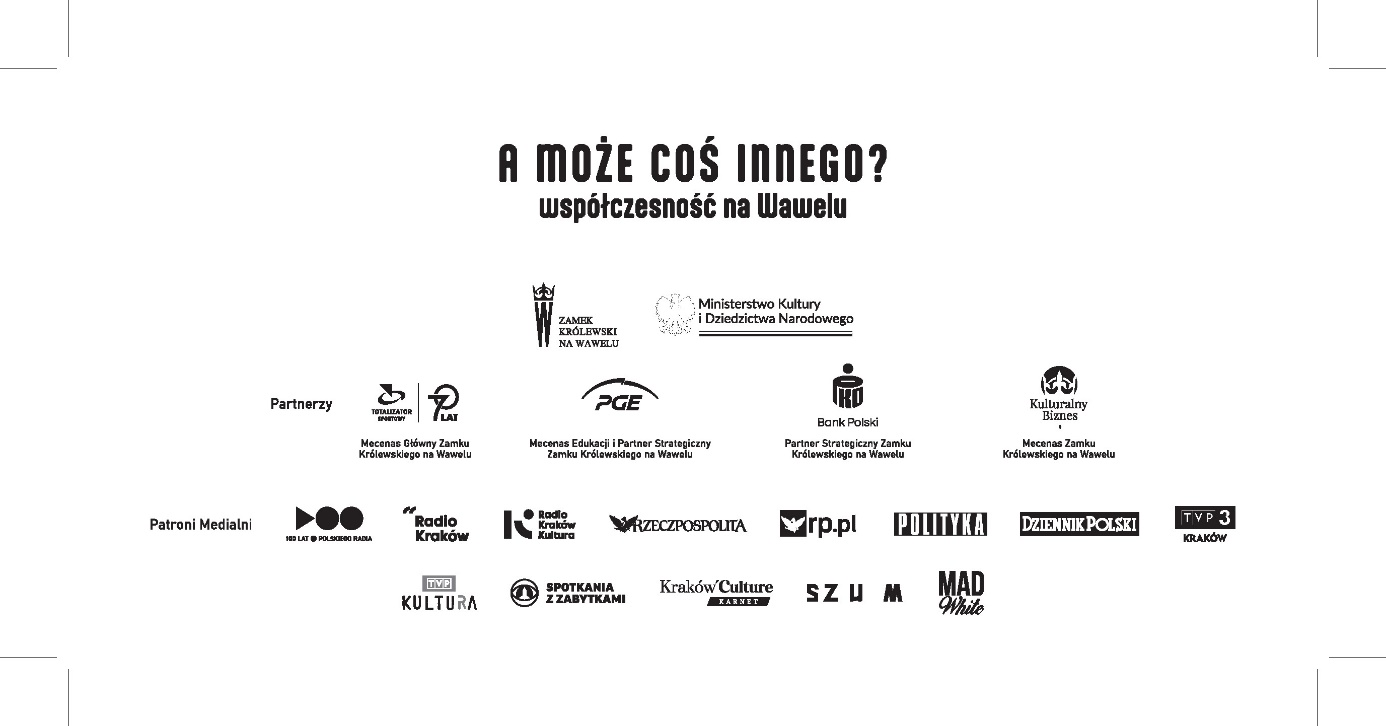 A MOŻE COŚ INNEGO?
współczesność na Wawelu
ZAMEK
KRÓLEWSKI
NA WAWELU
Ministerstwo Kultury
i Dziedzictwa Narodowego
Partnerzy
TOTALIZATOR
SPORTOWY
70
LAT
PGE
PKO
Bank Polski
Kulturalny
Biznes
Mecenas Główny Zamku
Królewskiego na Wawelu
Mecenas Edukacji i Partner Strategiczny
Zamku Królewskiego na Wawelu
Partner Strategiczny Zamku
Królewskiego na Wawelu
Mecenas Zamku
Królewskiego na Wawelu
Patroni Medialni
100 LAT POLSKIEGO RADIA
Radio
Kraków
Radio
Kraków
Kultura
RZECZPOSPOLITA
rp.pl
POLITYKA
DZIENNIK POLSKI
TVP 3
KRAKÓW
TVP
KULTURA
SPOTKANIA
Z ZABYTKAMI
Kraków Culture
KARNET
SZUM
MAD
White